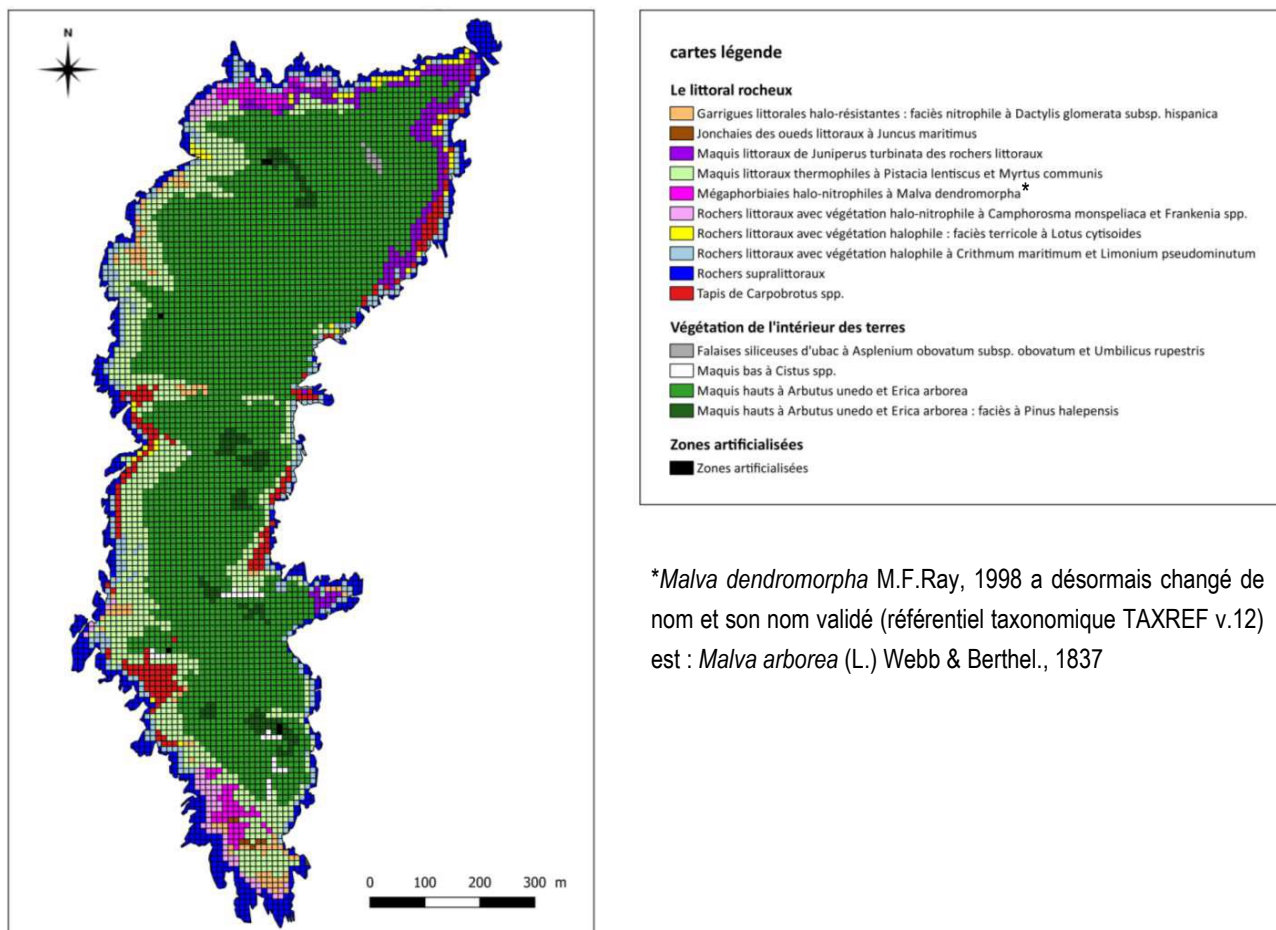 N
0 100 200 300 m
cartes légende
Le littoral rocheux
Garrigues littorales halo-résistantes : faciès nitrophile à Dactylis glomerata subsp. hispanica
Jonchaies des oueds littoraux à Juncus maritimus
Maquis littoraux de Juniperus turbinata des rochers littoraux
Maquis littoraux thermophiles à Pistacia lentiscus et Myrtus communis
Mégaphorbiaies halo-nitrophiles à Malva dendromorpha*
Rochers littoraux avec végétation halo-nitrophile à Camphorosma monspeliaca et Frankenia spp.
Rochers littoraux avec végétation halophile : faciès terricole à Lotus cytisoides
Rochers littoraux avec végétation halophile à Crithmum maritimum et Limonium pseudominutum
Rochers supralittoraux
Tapis de Carpobrotus spp.
Végétation de l'intérieur des terres
Falaises siliceuses d'ubac à Asplenium obovatum subsp. obovatum et Umbilicus rupestris
Maquis bas à Cistus spp.
Maquis hauts à Arbutus unedo et Erica arborea
Maquis hauts à Arbutus unedo et Erica arborea : faciès à Pinus halepensis
Zones artificialisées
Zones artificialisées
*Malva dendromorpha M.F.Ray, 1998 a désormais changé de
nom et son nom validé (référentiel taxonomique TAXREF v.12)
est : Malva arborea (L.) Webb & Berthel., 1837